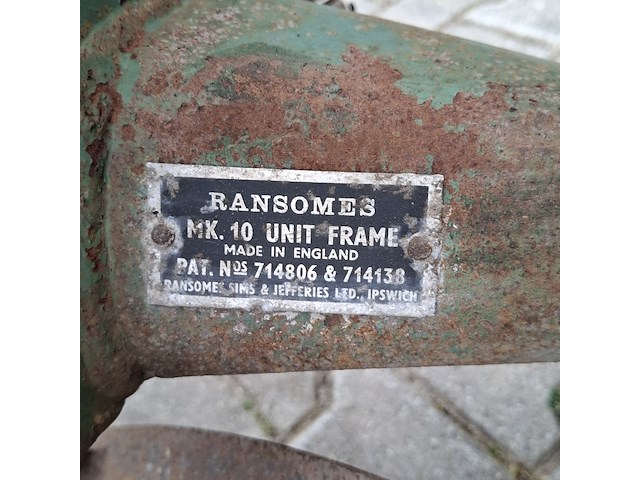 RANSOMES
MK. 10 UNIT FRAME
MADE IN ENGLAND
PAT. NOS 714806 & 714138
RANSOMES SIMS & JEFFERIES LTD., IPSWICH